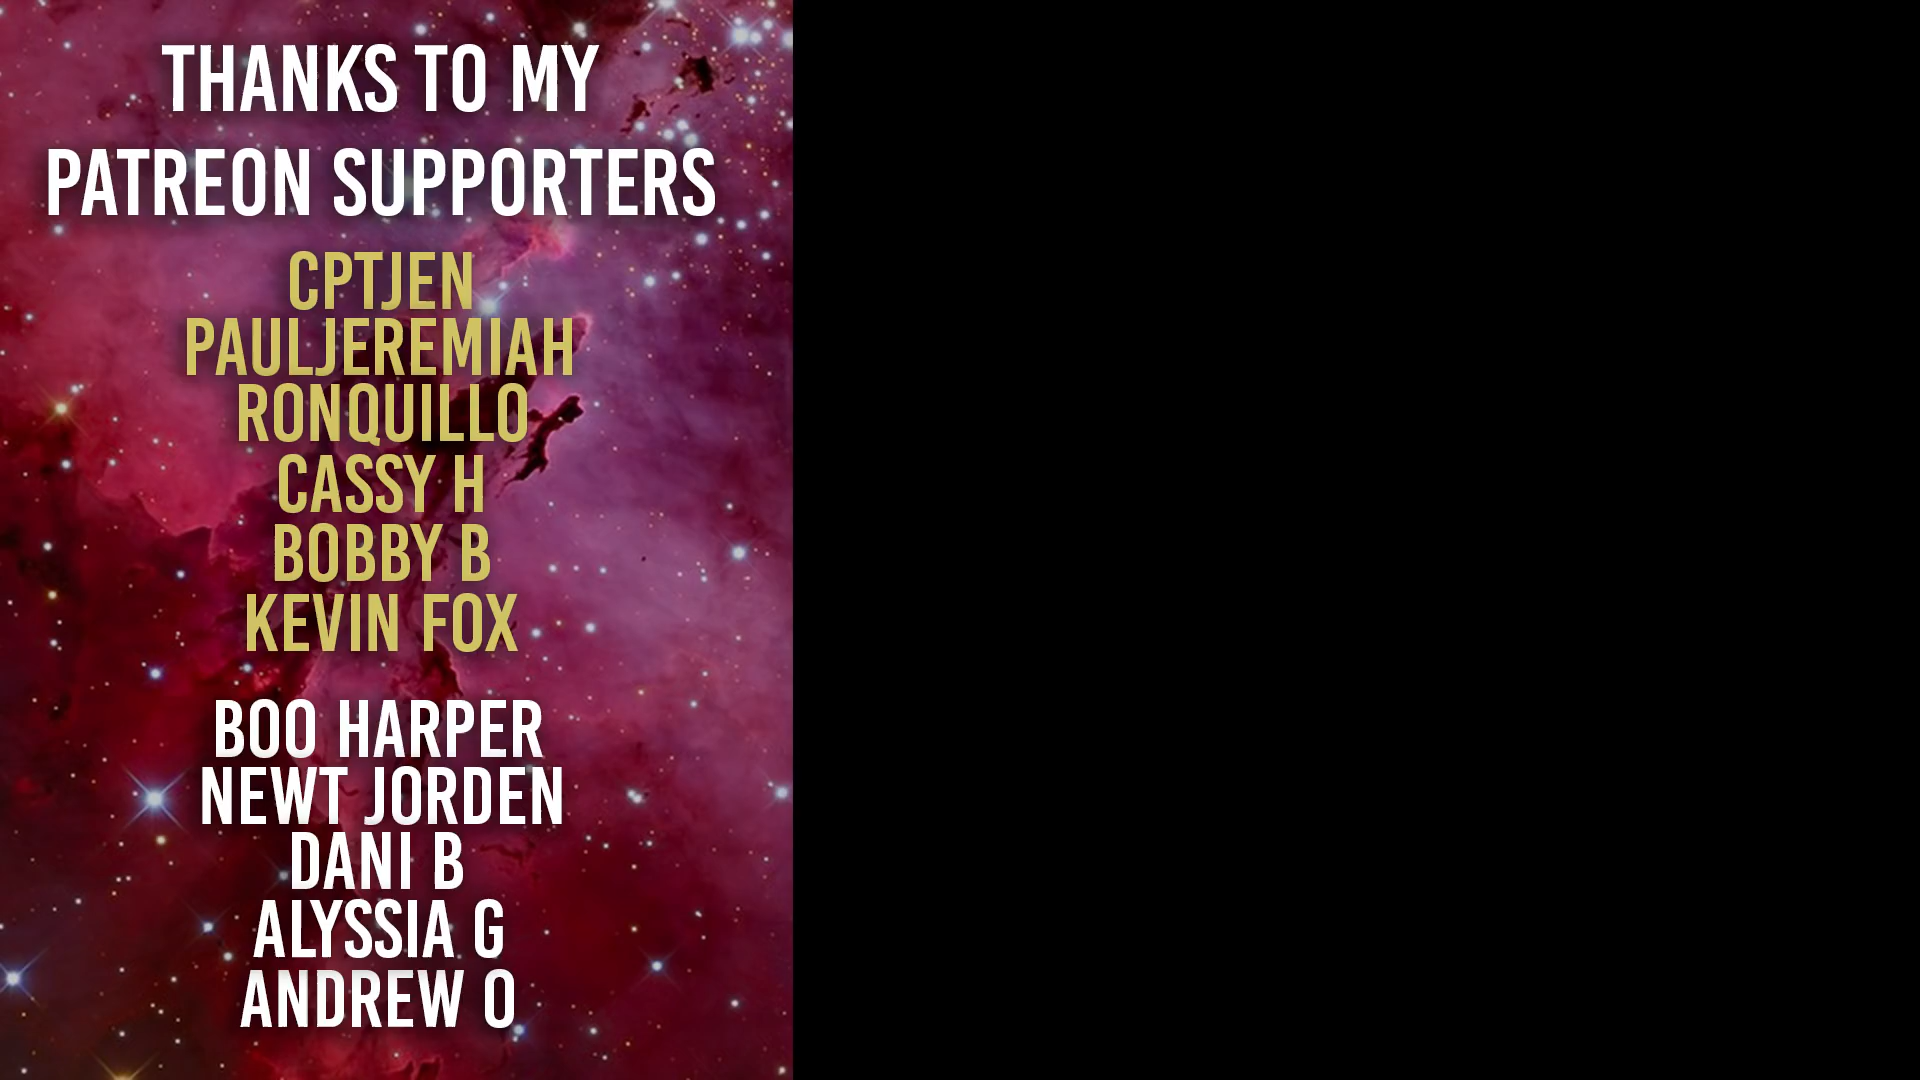 THANKS TO MY
PATREON SUPPORTERS
CPTJEN
PAULJEREMIAH
RONQUILLO
CASSY H
BOBBY B
KEVIN FOX
BOO HARPER
NEWT JORDEN
DANI B
ALYSSIA G
ANDREW O